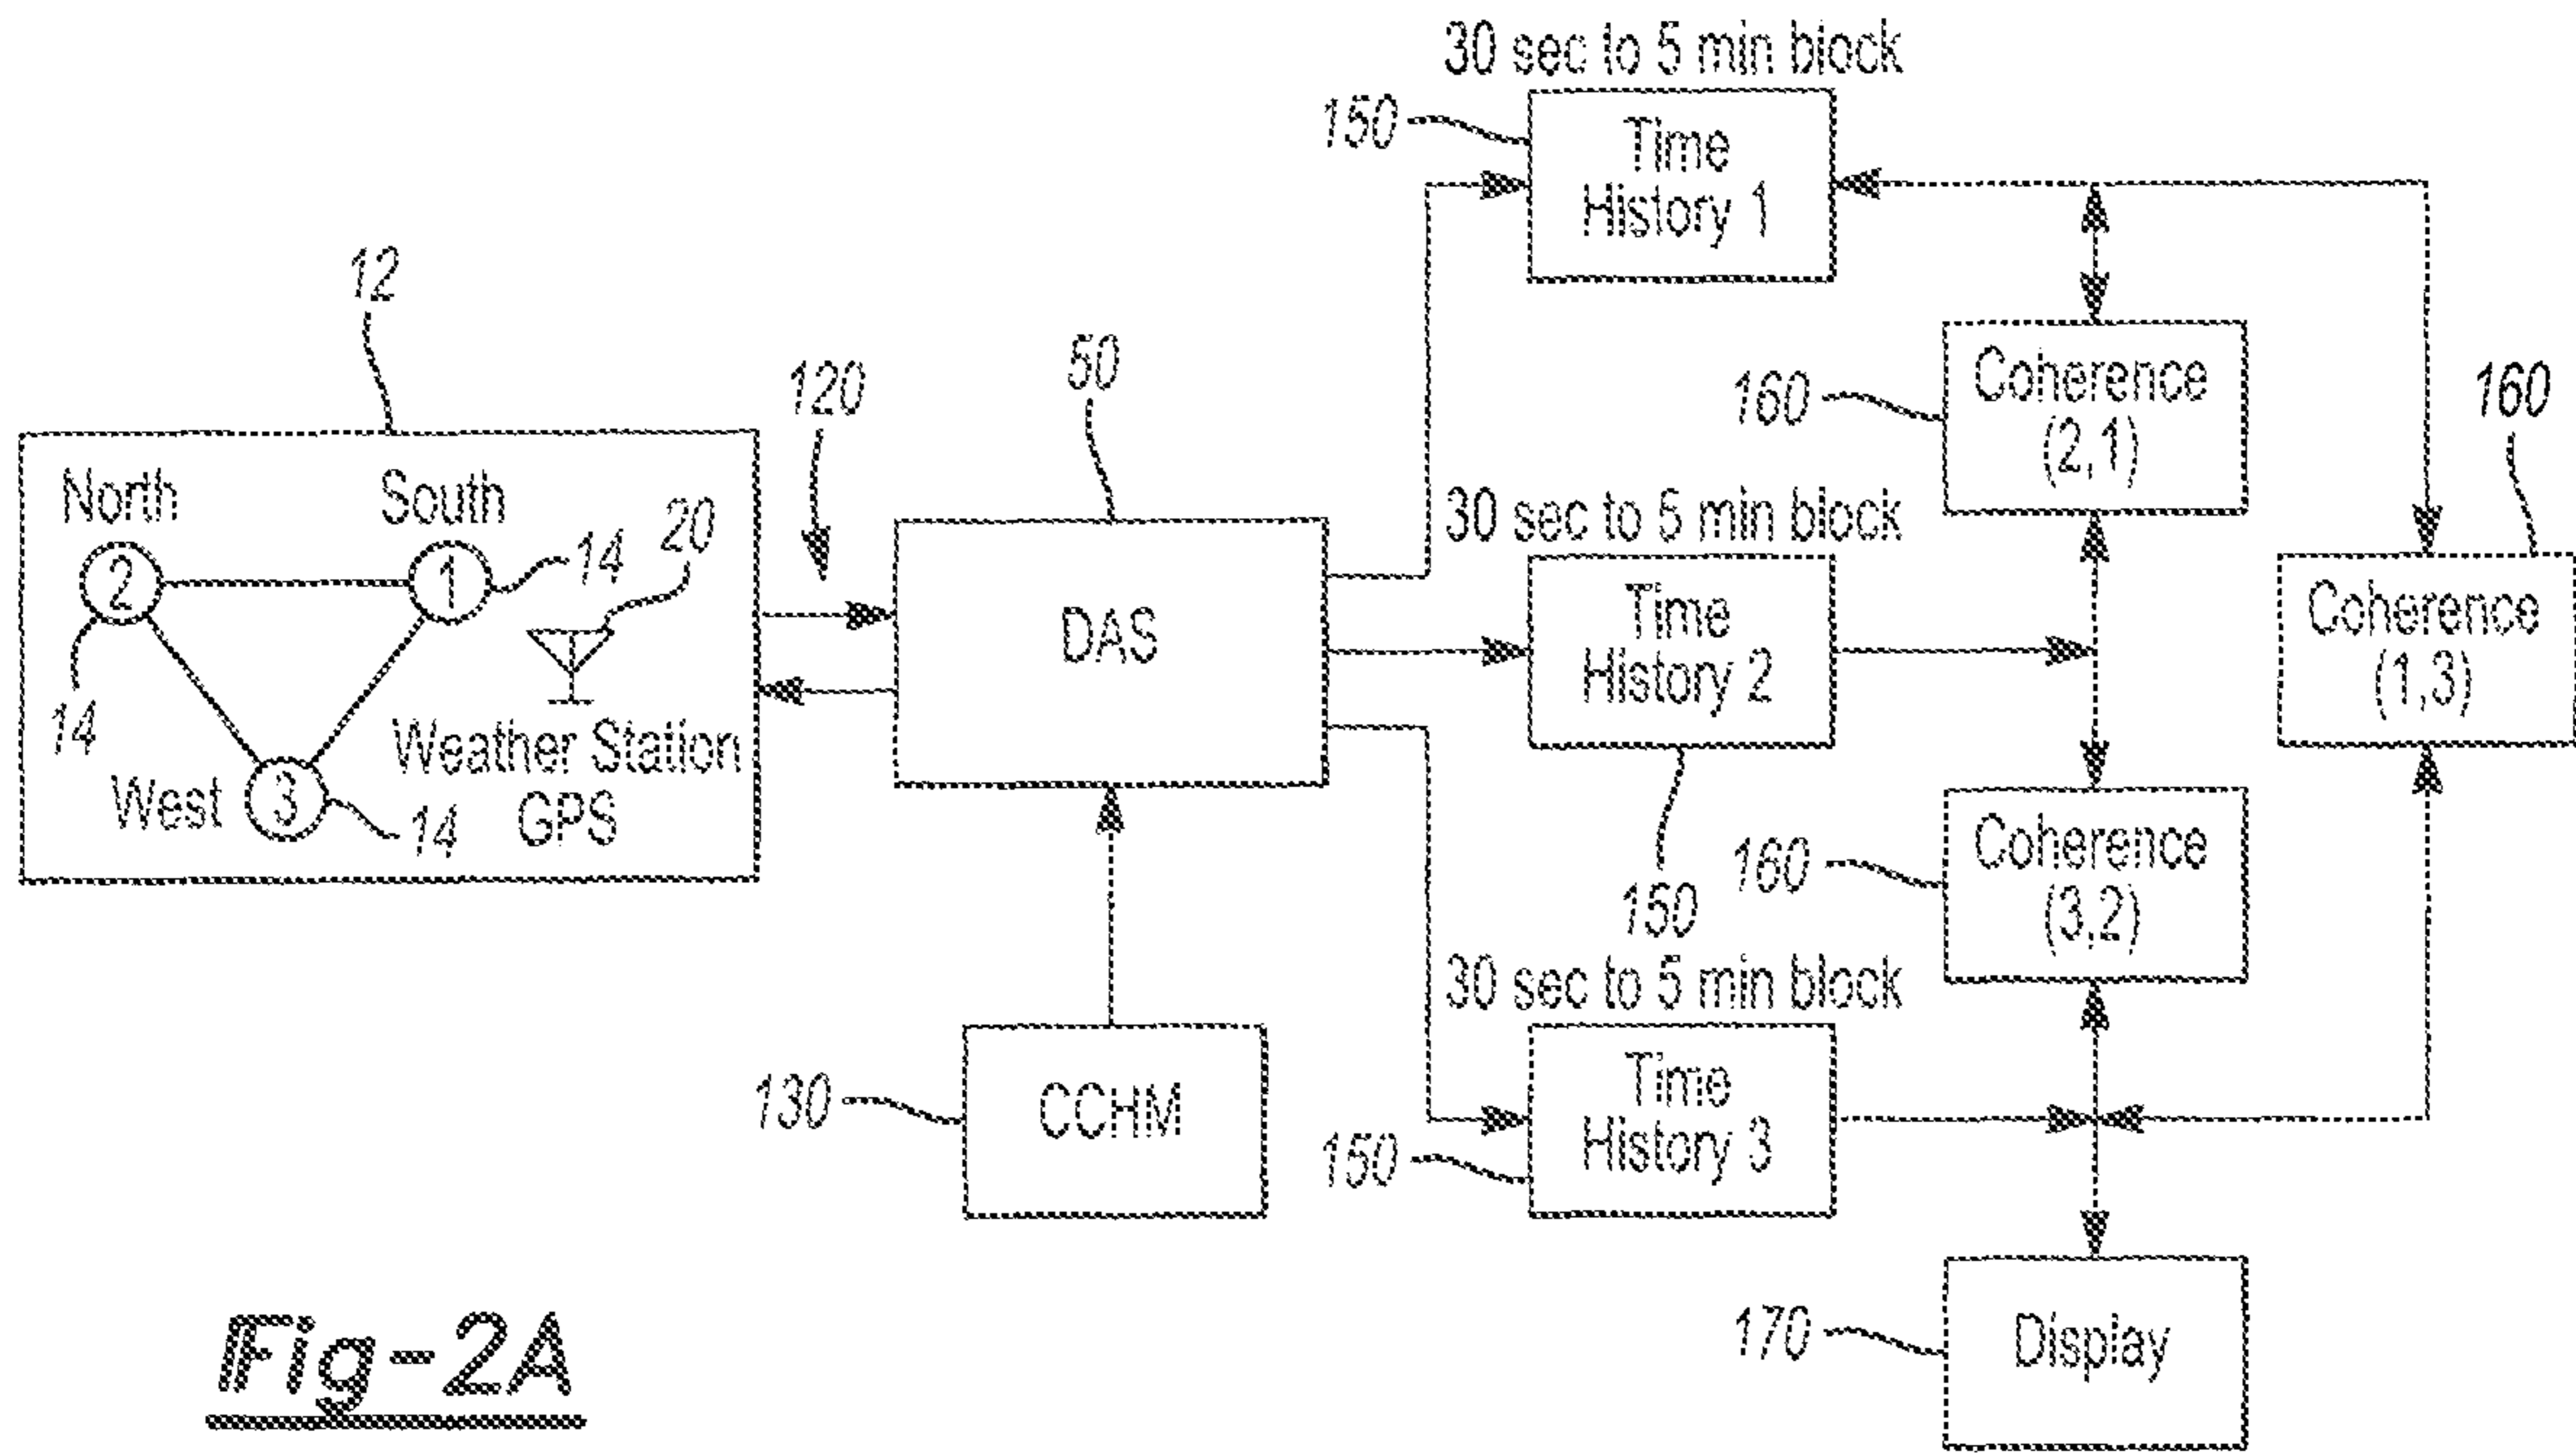 30 sec to 5 min block
150
Time
History 1
12
50
120
160
Coherence
(2,1)
160
North
South
20
2
1
14
14
West
3
14
Weather Station
GPS
DAS
30 sec to 5 min block
Time
History 2
150
Coherence
(1,3)
160
Coherence
(3,2)
30 sec to 5 min block
130
CCHM
150
Time
History 3
170
Display
Fig-2A